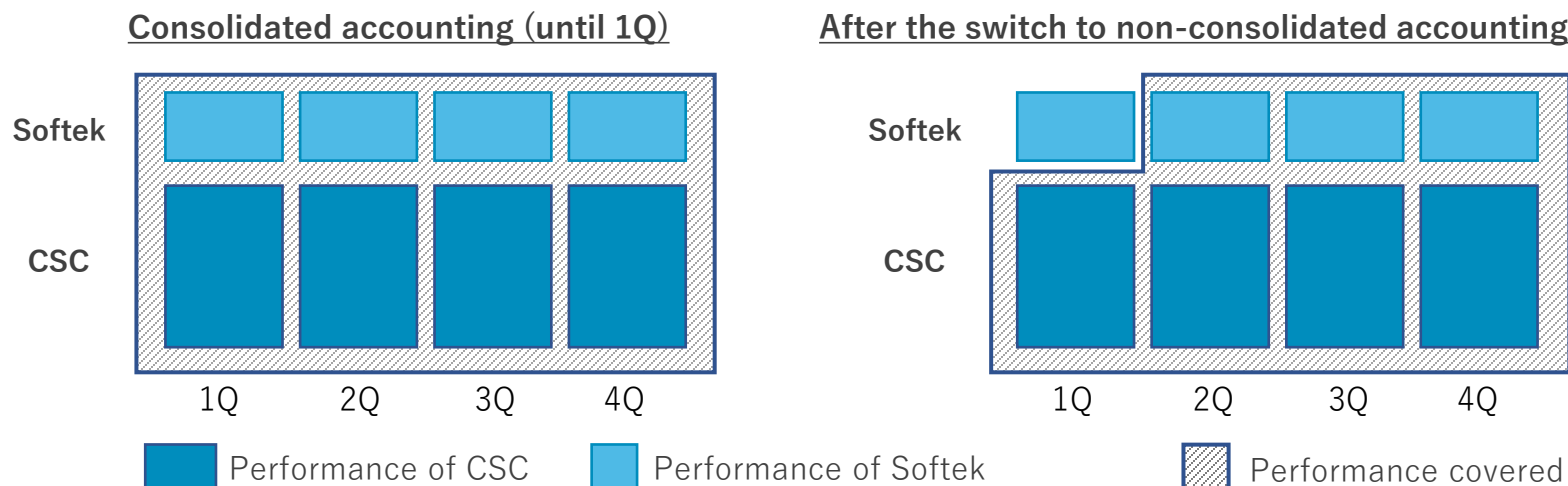 Consolidated accounting (until 1Q)
After the switch to non-consolidated accounting
Softek
Softek
CSC
CSC
1Q 2Q 3Q 4Q
1Q 2Q 3Q 4Q
Performance of CSC
Performance of Softek
Performance covered